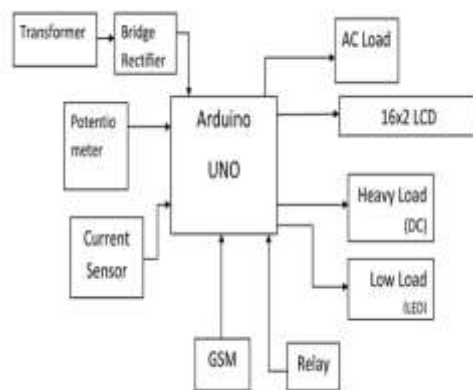 Transformer
Bridge
Rectifier
AC Load
Potentio
meter
Arduino
UNO
16x2 LCD
Heavy Load
(DC)
Current
Sensor
Low Load
(LED)
GSM
Relay